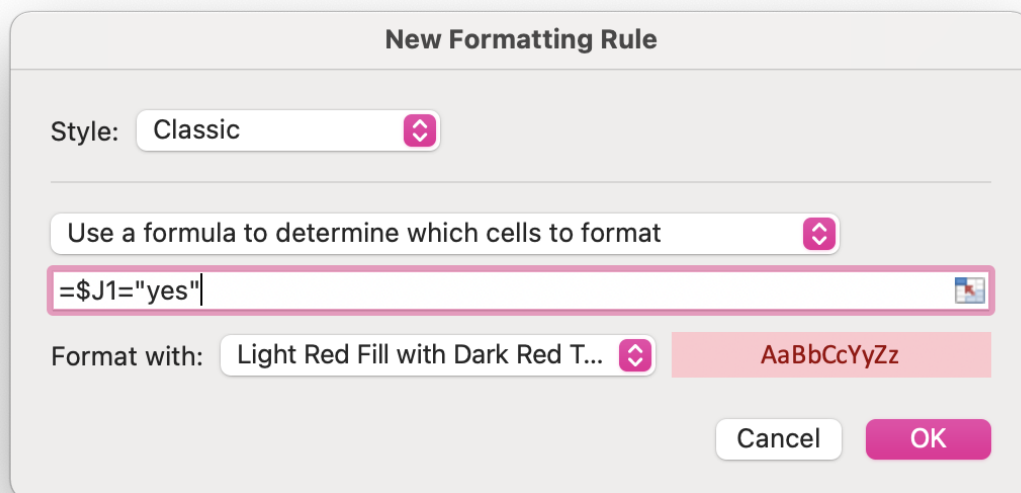 New Formatting Rule
Style: Classic
Use a formula to determine which cells to format
=$J1="yes"
Format with: Light Red Fill with Dark Red T... AaBbCcYyZz
Cancel OK